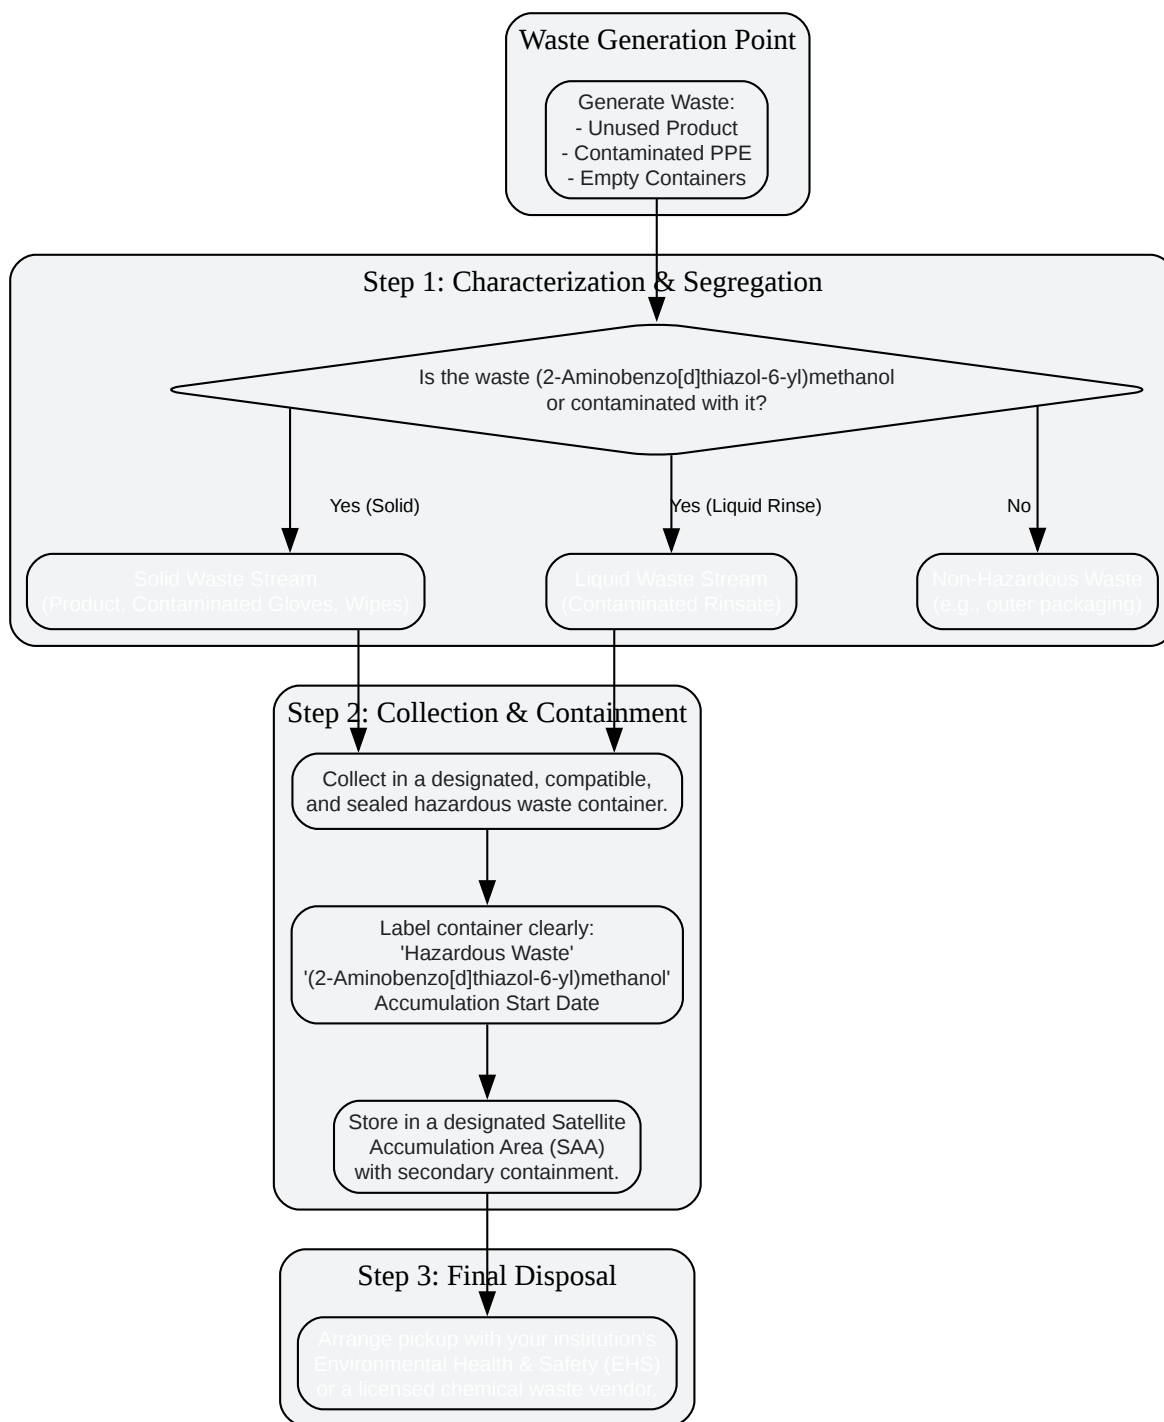 Waste Generation Point
Generate Waste:
- Unused Product
- Contaminated PPE
- Empty Containers
Step 1: Characterization & Segregation
Is the waste (2-Aminobenzo[d]thiazol-6-yl)methanol
or contaminated with it?
Yes (Solid)
Yes (Liquid Rinse)
No
Solid Waste Stream
(Product, Contaminated Gloves, Wipes)
Liquid Waste Stream
(Contaminated Rinsate)
Non-Hazardous Waste
(e.g., outer packaging)
Step 2: Collection & Containment
Collect in a designated, compatible,
and sealed hazardous waste container.
Label container clearly:
'Hazardous Waste'
'(2-Aminobenzo[d]thiazol-6-yl)methanol'
Accumulation Start Date
Store in a designated Satellite
Accumulation Area (SAA)
with secondary containment.
Step 3: Final Disposal
Arrange pickup with your institution's
Environmental Health & Safety (EHS)
or a licensed chemical waste vendor.